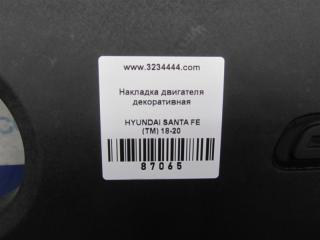 www.3234444.com
Накладка двигателя
декоративная
HYUNDAI SANTA FE
(TM) 18-20
87065